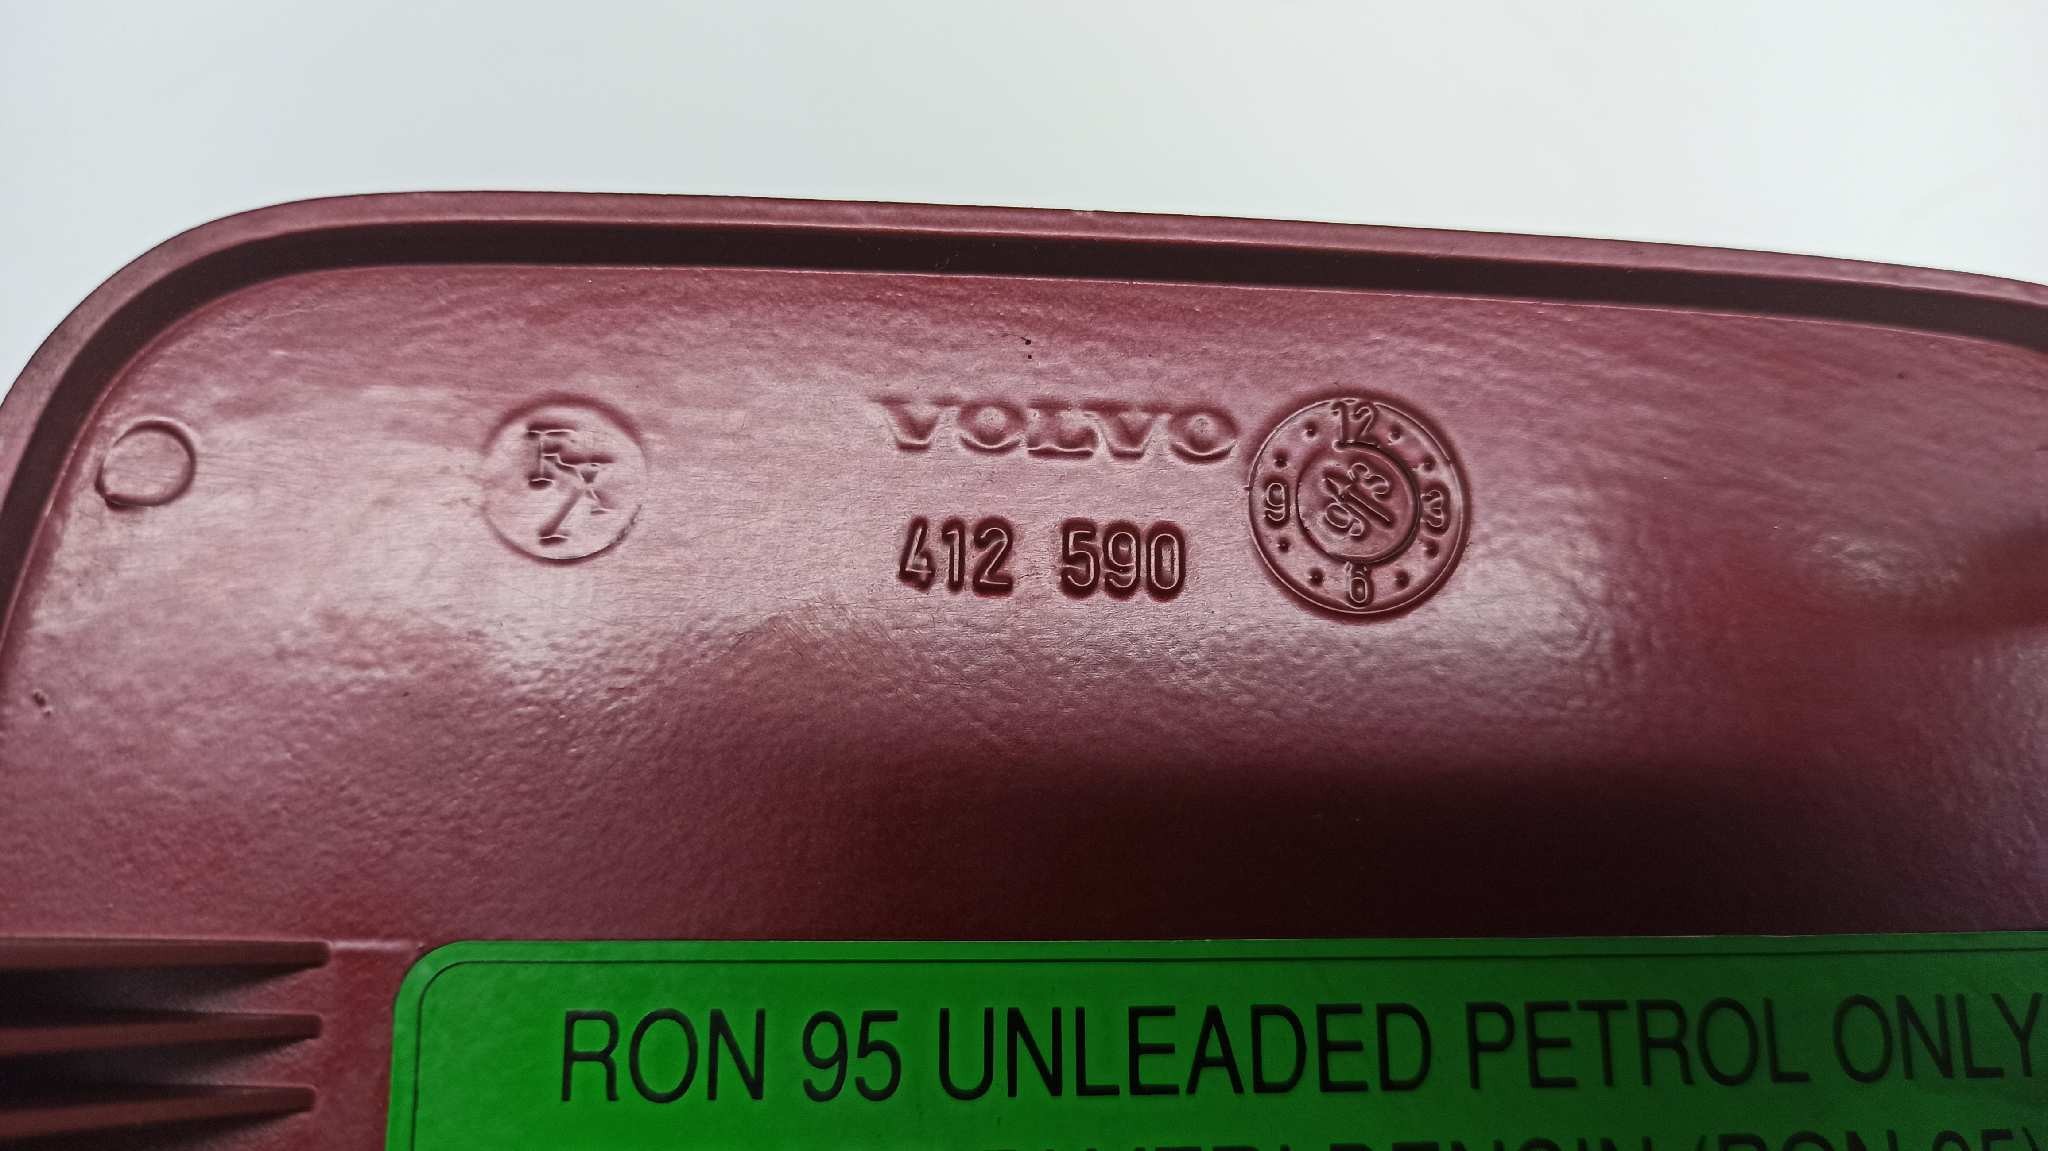 VOLVO
412 590
12
9
3
6
RON 95 UNLEADED PETROL ONLY